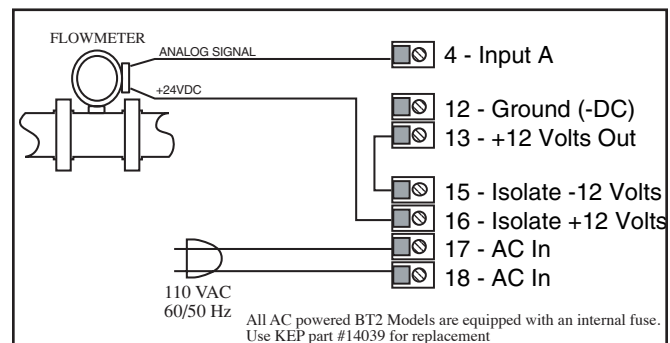 FLOWMETER
ANALOG SIGNAL
+24VDC
4 - Input A
12 - Ground (-DC)
13 - +12 Volts Out
15 - Isolate -12 Volts
16 - Isolate +12 Volts
17 - AC In
18 - AC In
110 VAC
60/50 Hz
All AC powered BT2 Models are equipped with an internal fuse.
Use KEP part #14039 for replacement